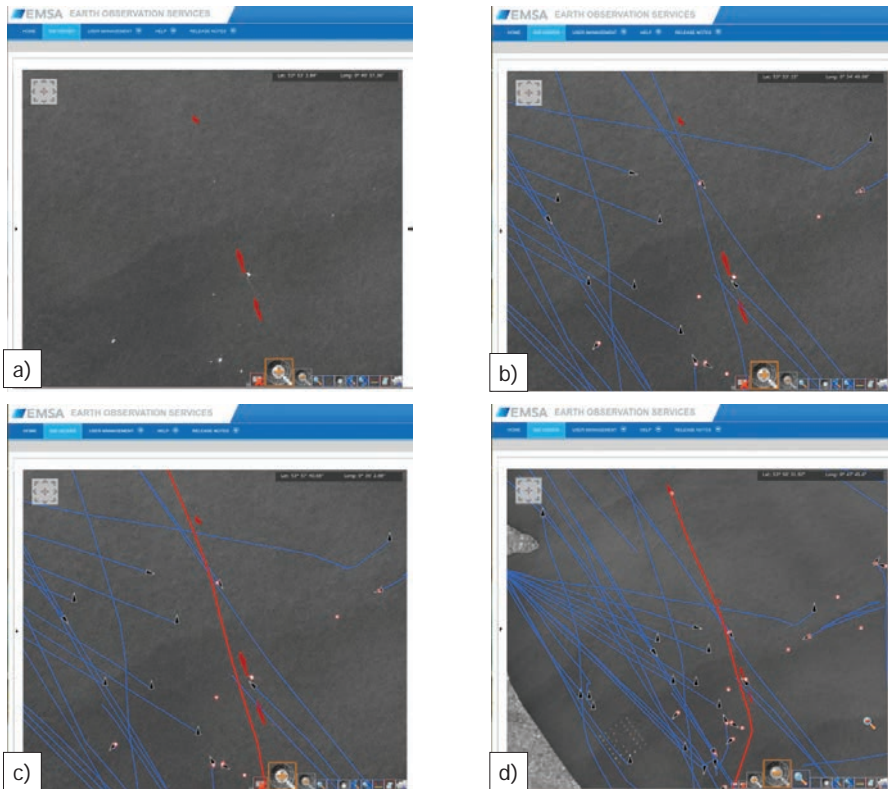 EMSA EARTH OBSERVATION SERVICES
HOME USER MANAGEMENT HELP RELEASE NOTES
a)
EMSA EARTH OBSERVATION SERVICES
HOME USER MANAGEMENT HELP RELEASE NOTES
b)
EMSA EARTH OBSERVATION SERVICES
HOME USER MANAGEMENT HELP RELEASE NOTES
c)
EMSA EARTH OBSERVATION SERVICES
HOME USER MANAGEMENT HELP RELEASE NOTES
d)